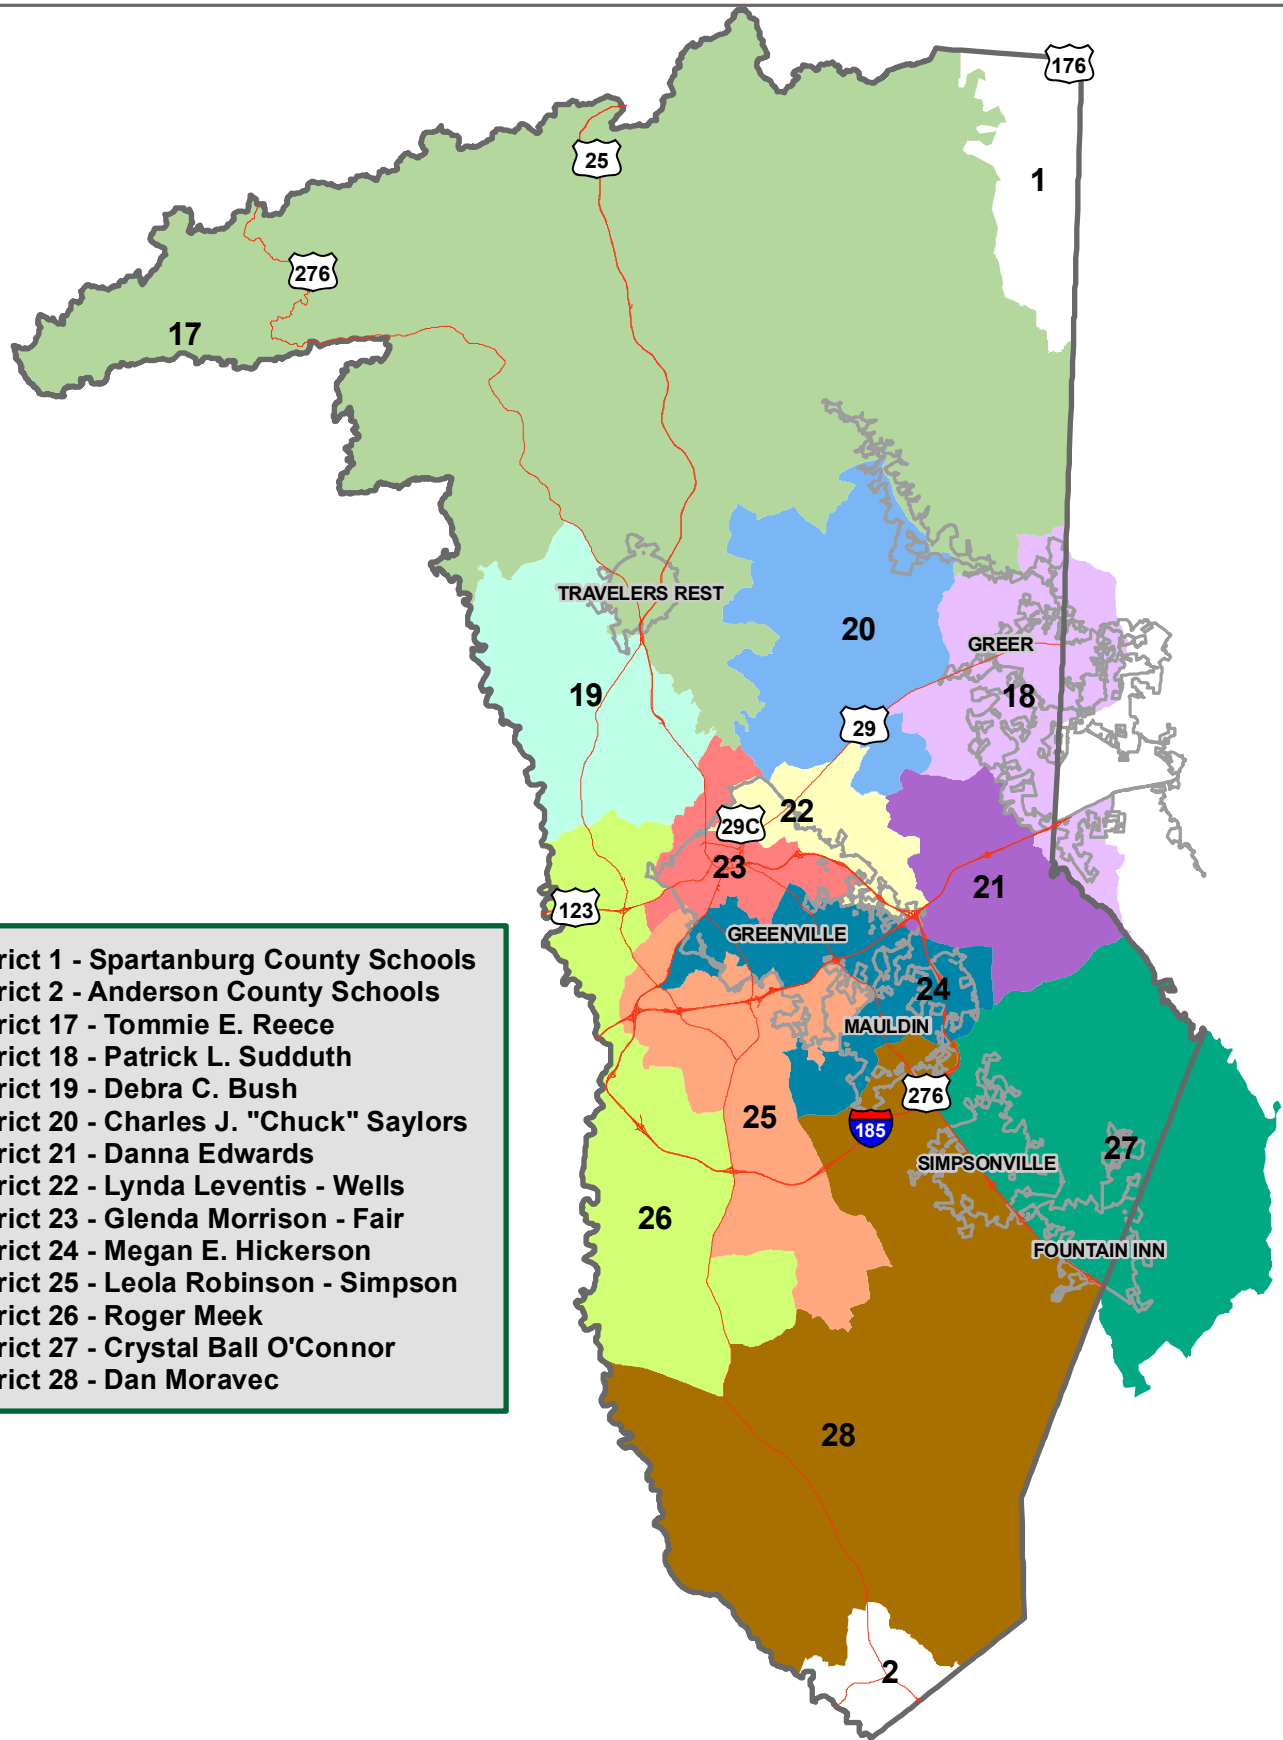 176
25
1
276
17
TRAVELERS REST
20
GREER
19
18
29
22
29C
23
21
123
GREENVILLE
24
MAULDIN
276
25
185
27
SIMPSONVILLE
26
FOUNTAIN INN
28
2
rict 1 - Spartanburg County Schools
rict 2 - Anderson County Schools
rict 17 - Tommie E. Reece
rict 18 - Patrick L. Sudduth
rict 19 - Debra C. Bush
rict 20 - Charles J. "Chuck" Saylors
rict 21 - Danna Edwards
rict 22 - Lynda Leventis - Wells
rict 23 - Glenda Morrison - Fair
rict 24 - Megan E. Hickerson
rict 25 - Leola Robinson - Simpson
rict 26 - Roger Meek
rict 27 - Crystal Ball O'Connor
rict 28 - Dan Moravec